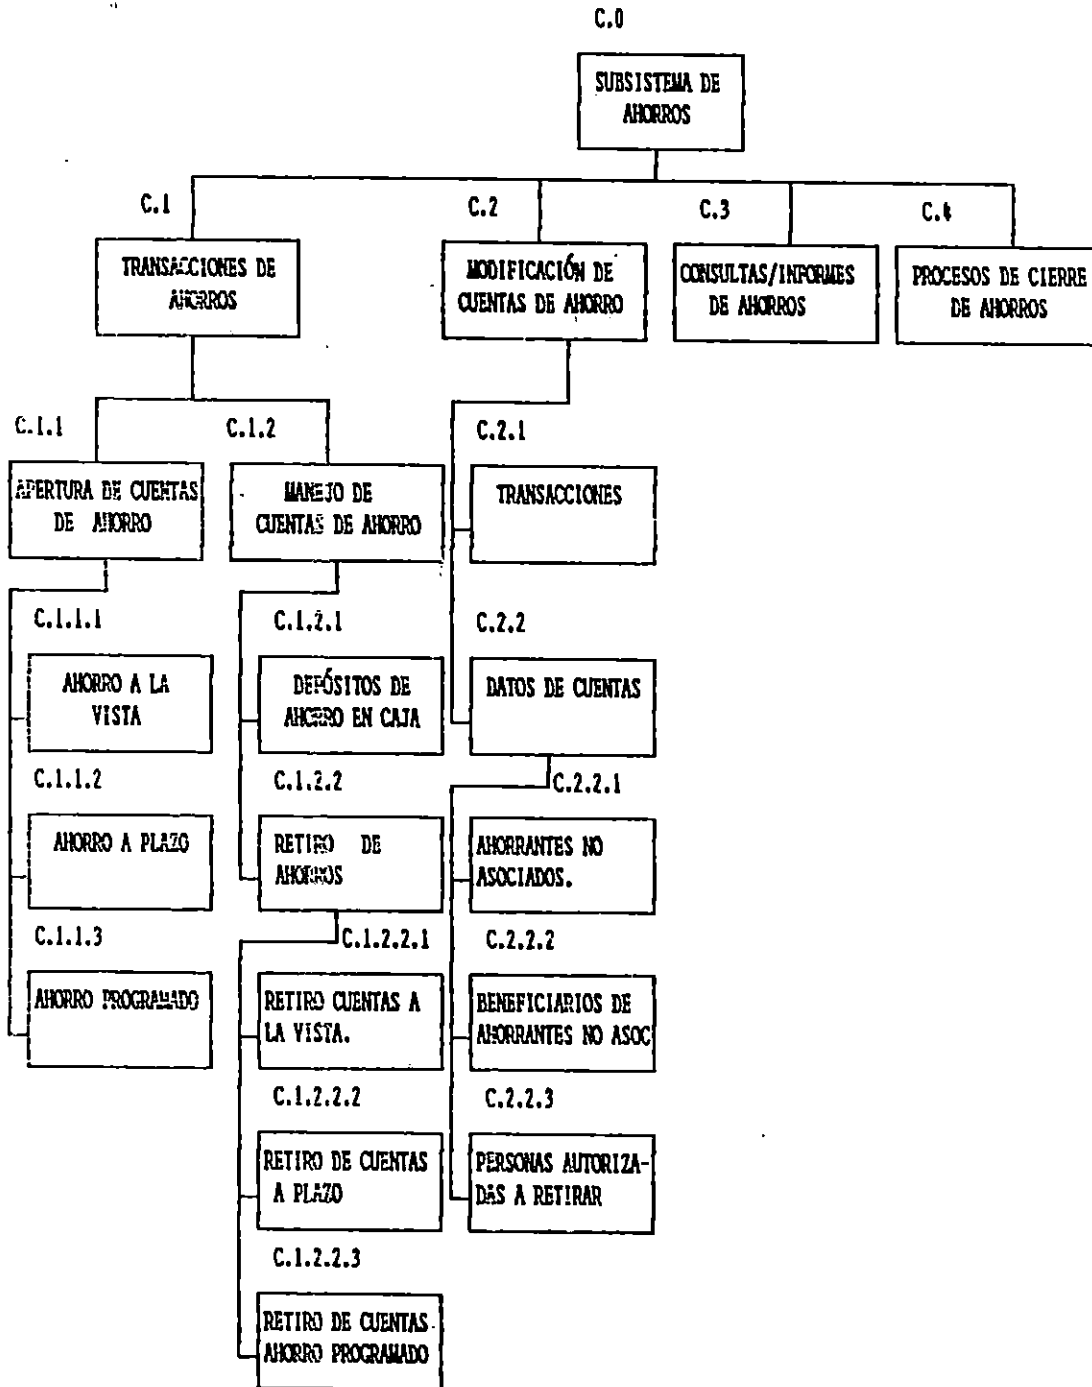 C.0
SUBSISTEMA DE
AHORROS
C.1
TRANSACCIONES DE
AHORROS
C.2
MODIFICACIÓN DE
CUENTAS DE AHORRO
C.3
CONSULTAS/INFORMES
DE AHORROS
C.4
PROCESOS DE CIERRE
DE AHORROS
C.1.1
APERTURA DE CUENTAS
DE AHORRO
C.1.2
MANEJO DE
CUENTAS DE AHORRO
C.2.1
TRANSACCIONES
C.1.1.1
AHORRO A LA
VISTA
C.1.2.1
DEPÓSITOS DE
AHORRO EN CAJA
C.2.2
DATOS DE CUENTAS
C.1.1.2
AHORRO A PLAZO
C.1.2.2
RETIRO DE
AHORROS
C.2.2.1
AHORRANTES NO
ASOCIADOS.
C.1.1.3
AHORRO PROGRAMADO
C.1.2.2.1
RETIRO CUENTAS A
LA VISTA.
C.2.2.2
BENEFICIARIOS DE
AHORRANTES NO ASOC
C.1.2.2.2
RETIRO DE CUENTAS
A PLAZO
C.2.2.3
PERSONAS AUTORIZA-
DAS A RETIRAR
C.1.2.2.3
RETIRO DE CUENTAS
AHORRO PROGRAMADO